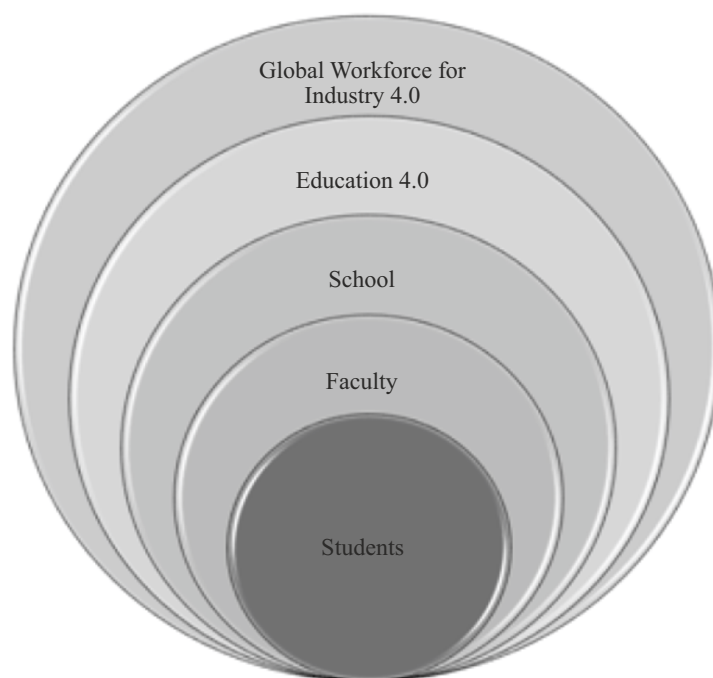 Global Workforce for
Industry 4.0
Education 4.0
School
Faculty
Students